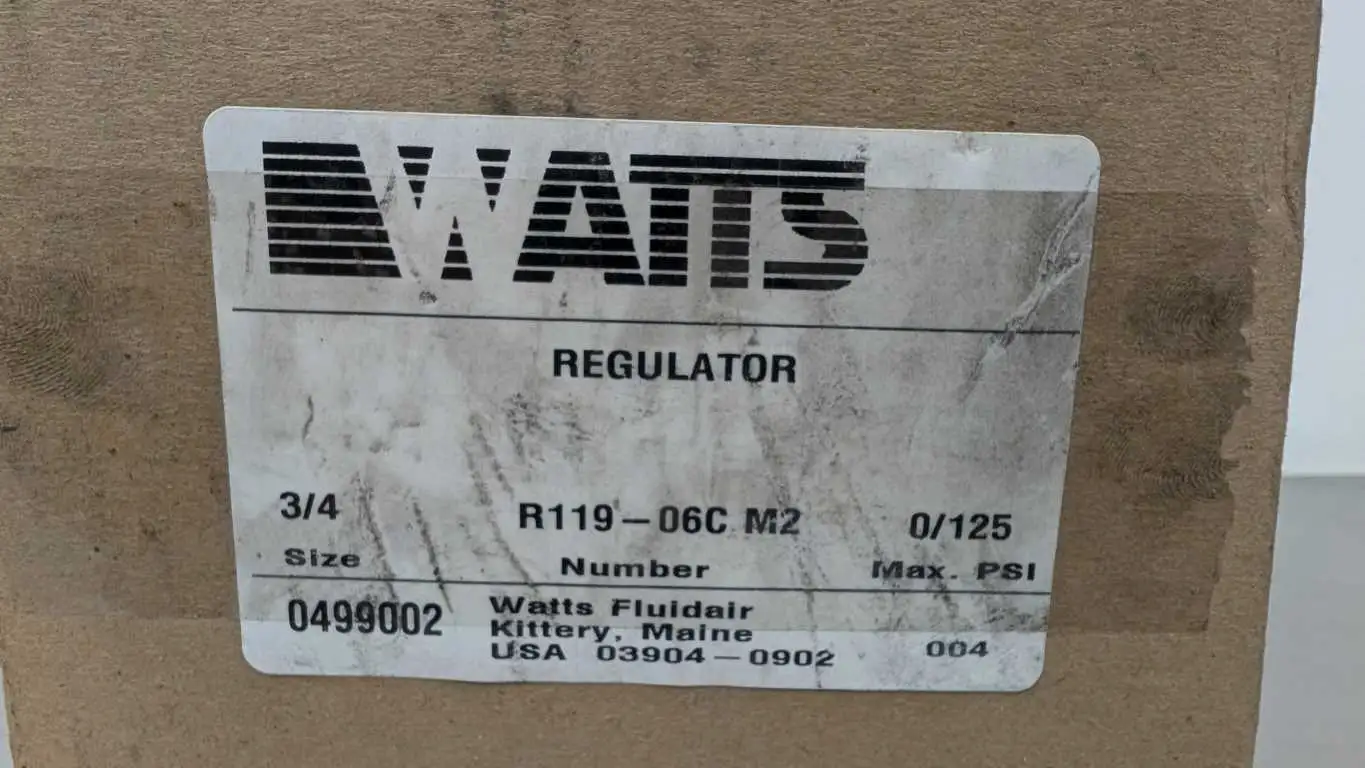 WATTS
REGULATOR
3/4 R119-06C M2 0/125
Size Number Max. PSI
0499002
Watts Fluidair
Kittery, Maine
USA 03904-0902
004